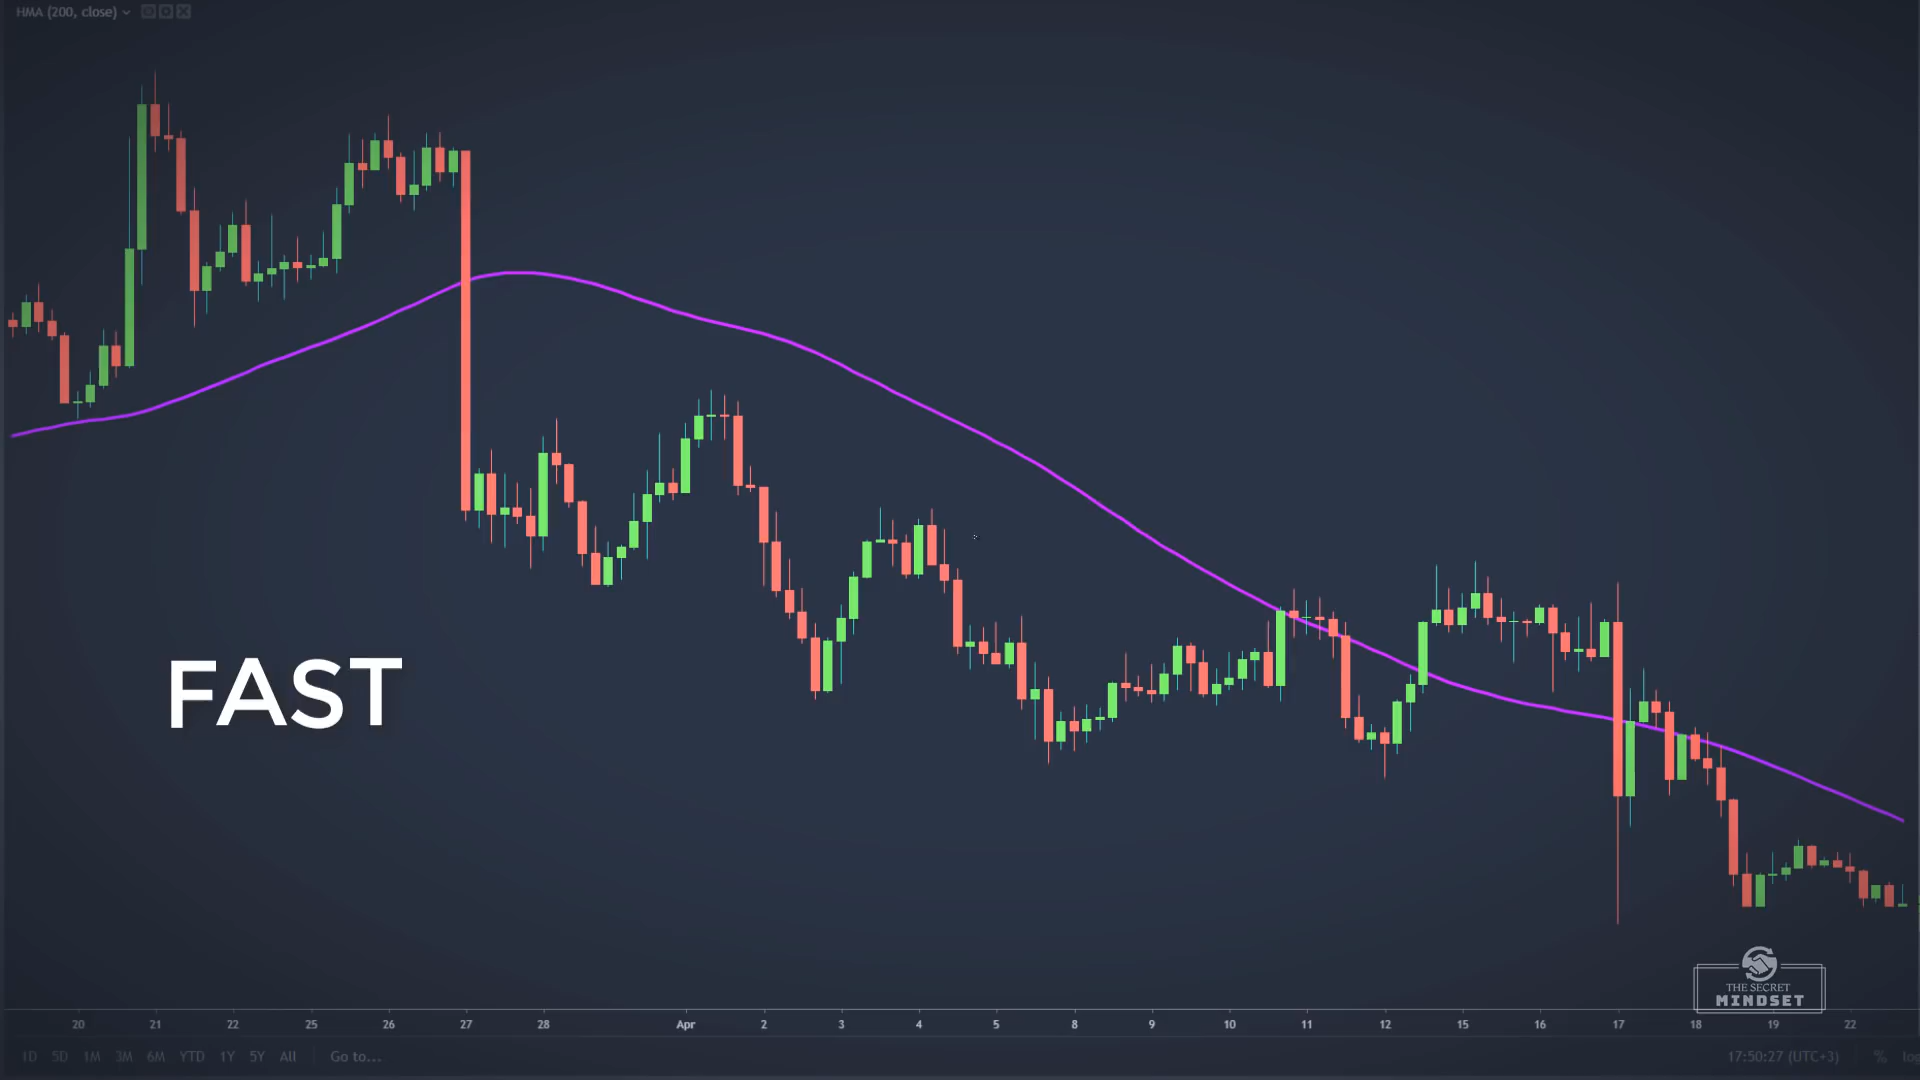 HMA (200, close)
FAST
THE SECRET
MINDSET
20 21 22 25 26 27 28 Apr 2 3 4 5 8 9 10 11 12 15 16 17 18 19 22
1D 5D 1M 3M 6M YTD 1Y 5Y All Go to... 17:50:27 (UTC+3) % log